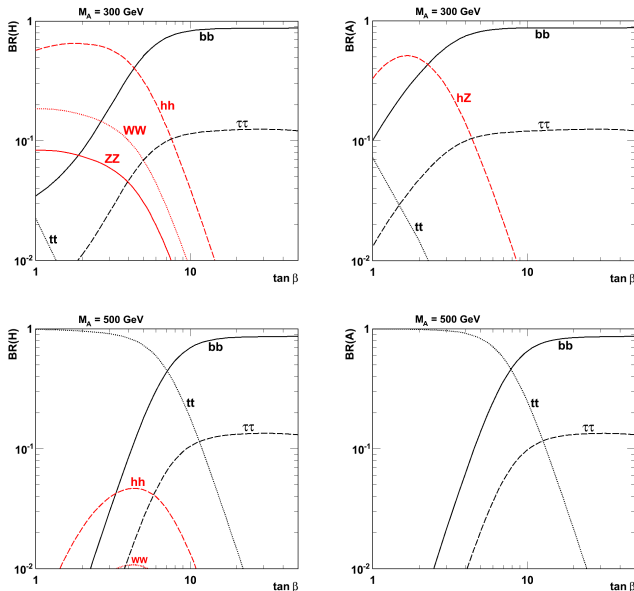 M_A = 300 GeV
BR(H)
1
bb
hh
10^-1
WW
ττ
ZZ
tt
10^-2
1
10
tan β
M_A = 300 GeV
BR(A)
1
bb
hZ
10^-1
ττ
tt
10^-2
1
10
tan β
M_A = 500 GeV
BR(H)
1
bb
tt
10^-1
ττ
hh
ww
10^-2
1
10
tan β
M_A = 500 GeV
BR(A)
1
bb
tt
10^-1
ττ
10^-2
1
10
tan β